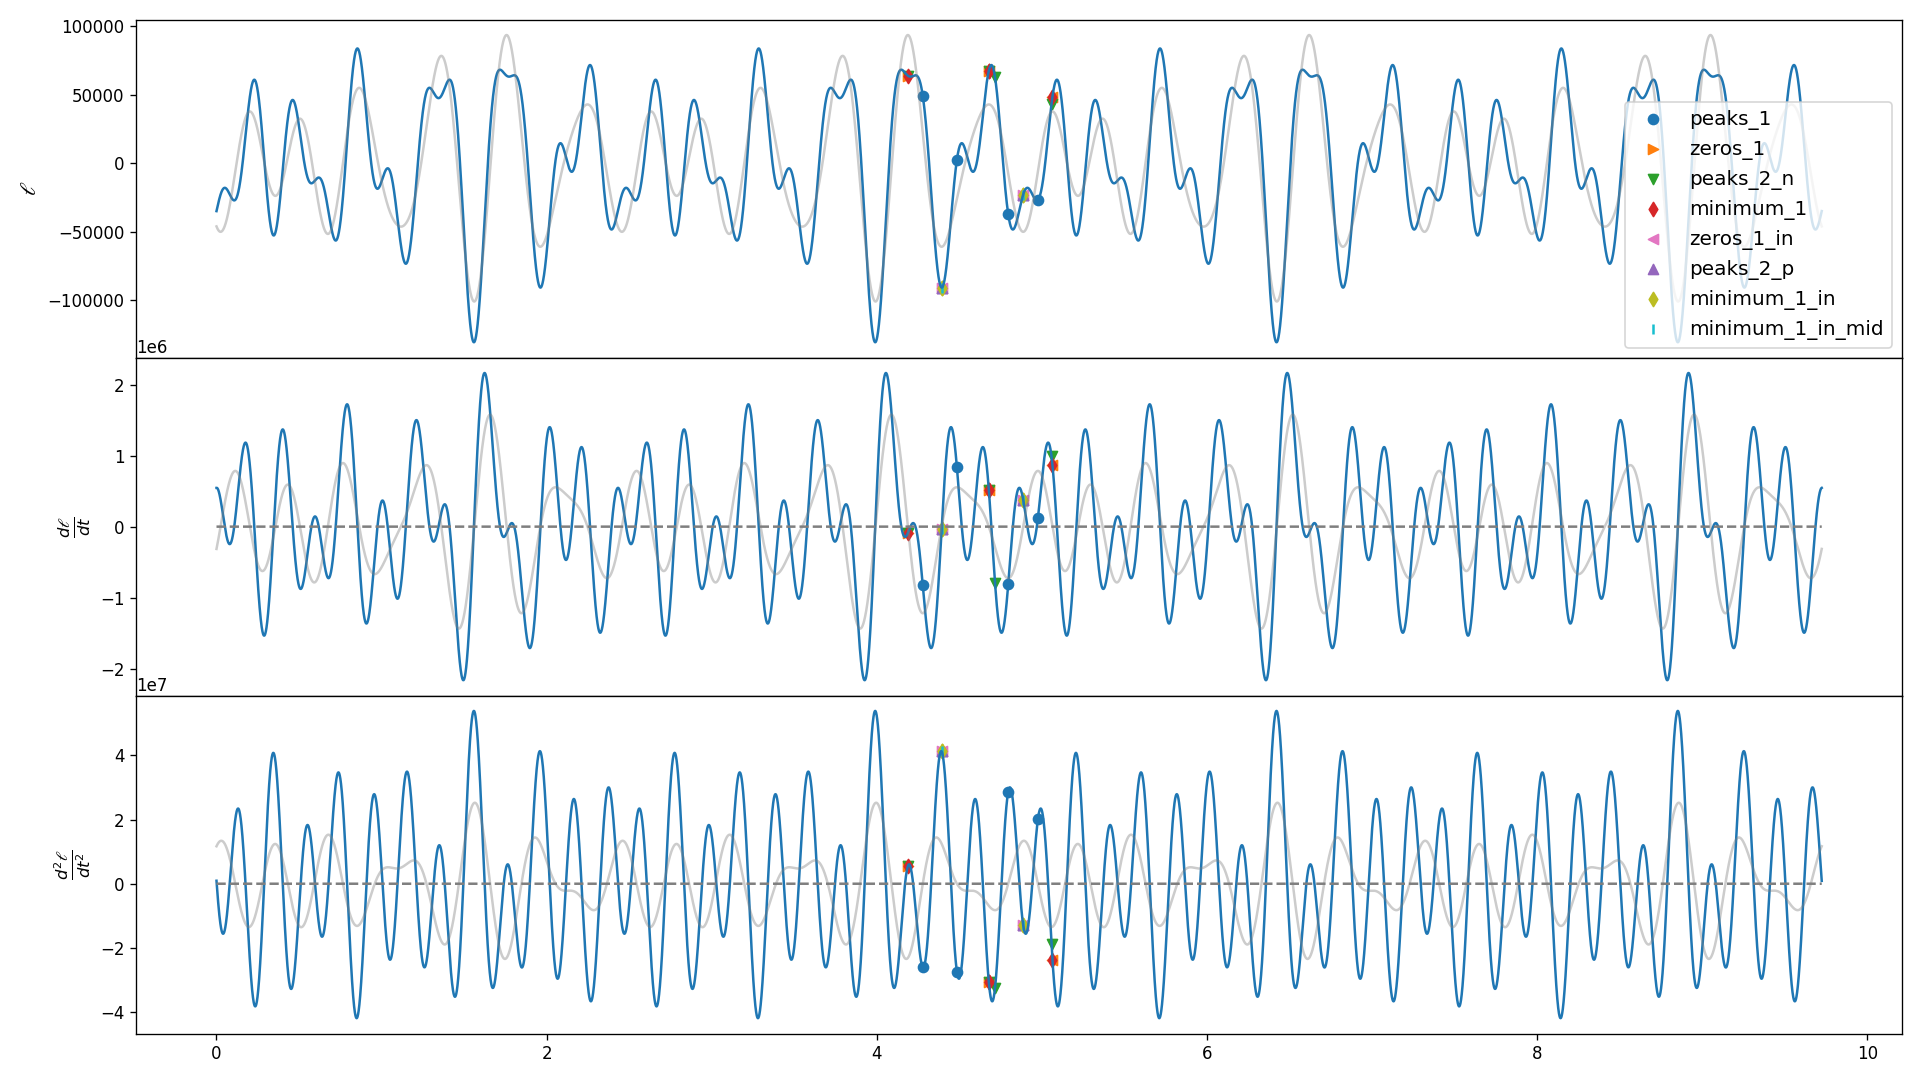 100000
50000
0
−50000
−100000
ℓ
peaks_1
zeros_1
peaks_2_n
minimum_1
zeros_1_in
peaks_2_p
minimum_1_in
minimum_1_in_mid
1e6
2
1
0
−1
−2
dℓ
dt
1e7
4
2
0
−2
−4
d²ℓ
dt²
0 2 4 6 8 10